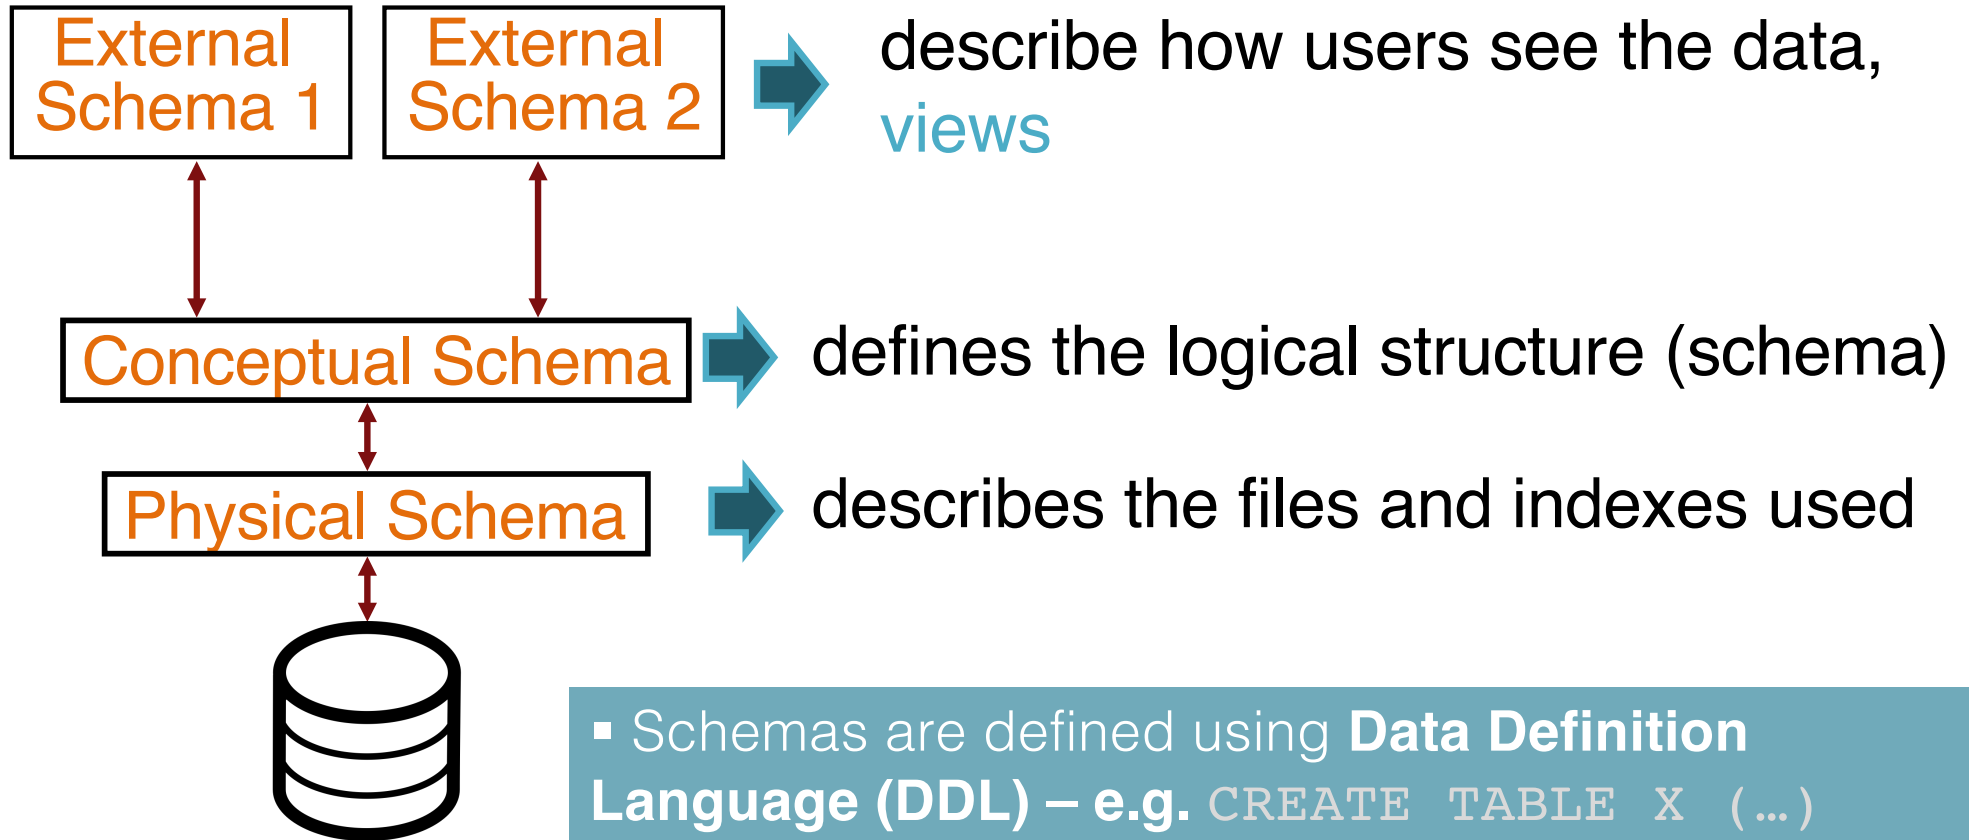 External
Schema 1
External
Schema 2
describe how users see the data,
views
Conceptual Schema
defines the logical structure (schema)
Physical Schema
describes the files and indexes used
▪ Schemas are defined using Data Definition
Language (DDL) – e.g. CREATE TABLE X (…)